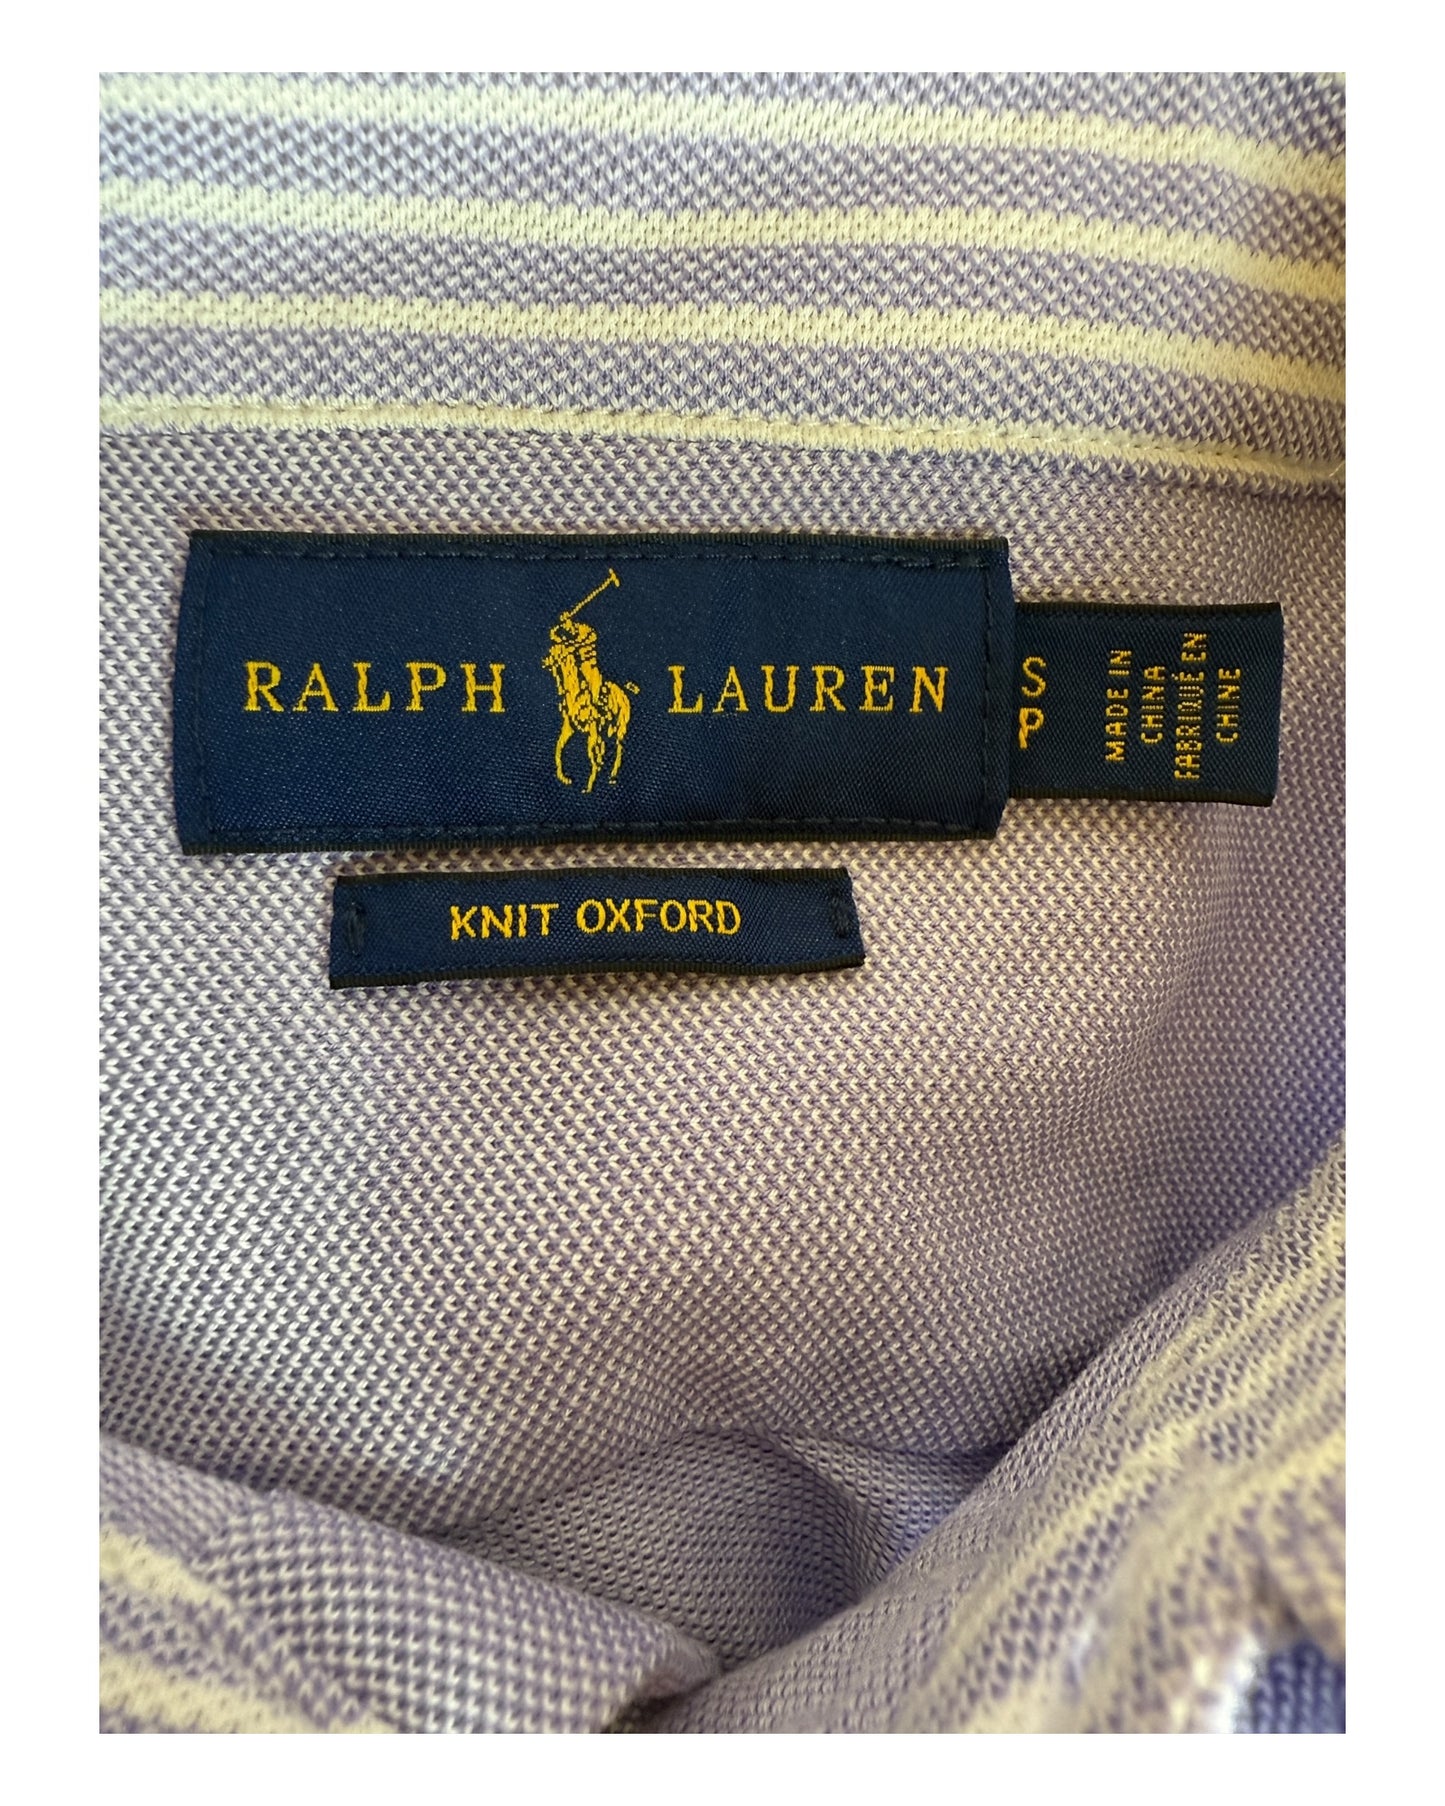 RALPH LAUREN
S
P
MADE IN
CHINA
FABRIQUÉ EN
CHINE
KNIT OXFORD